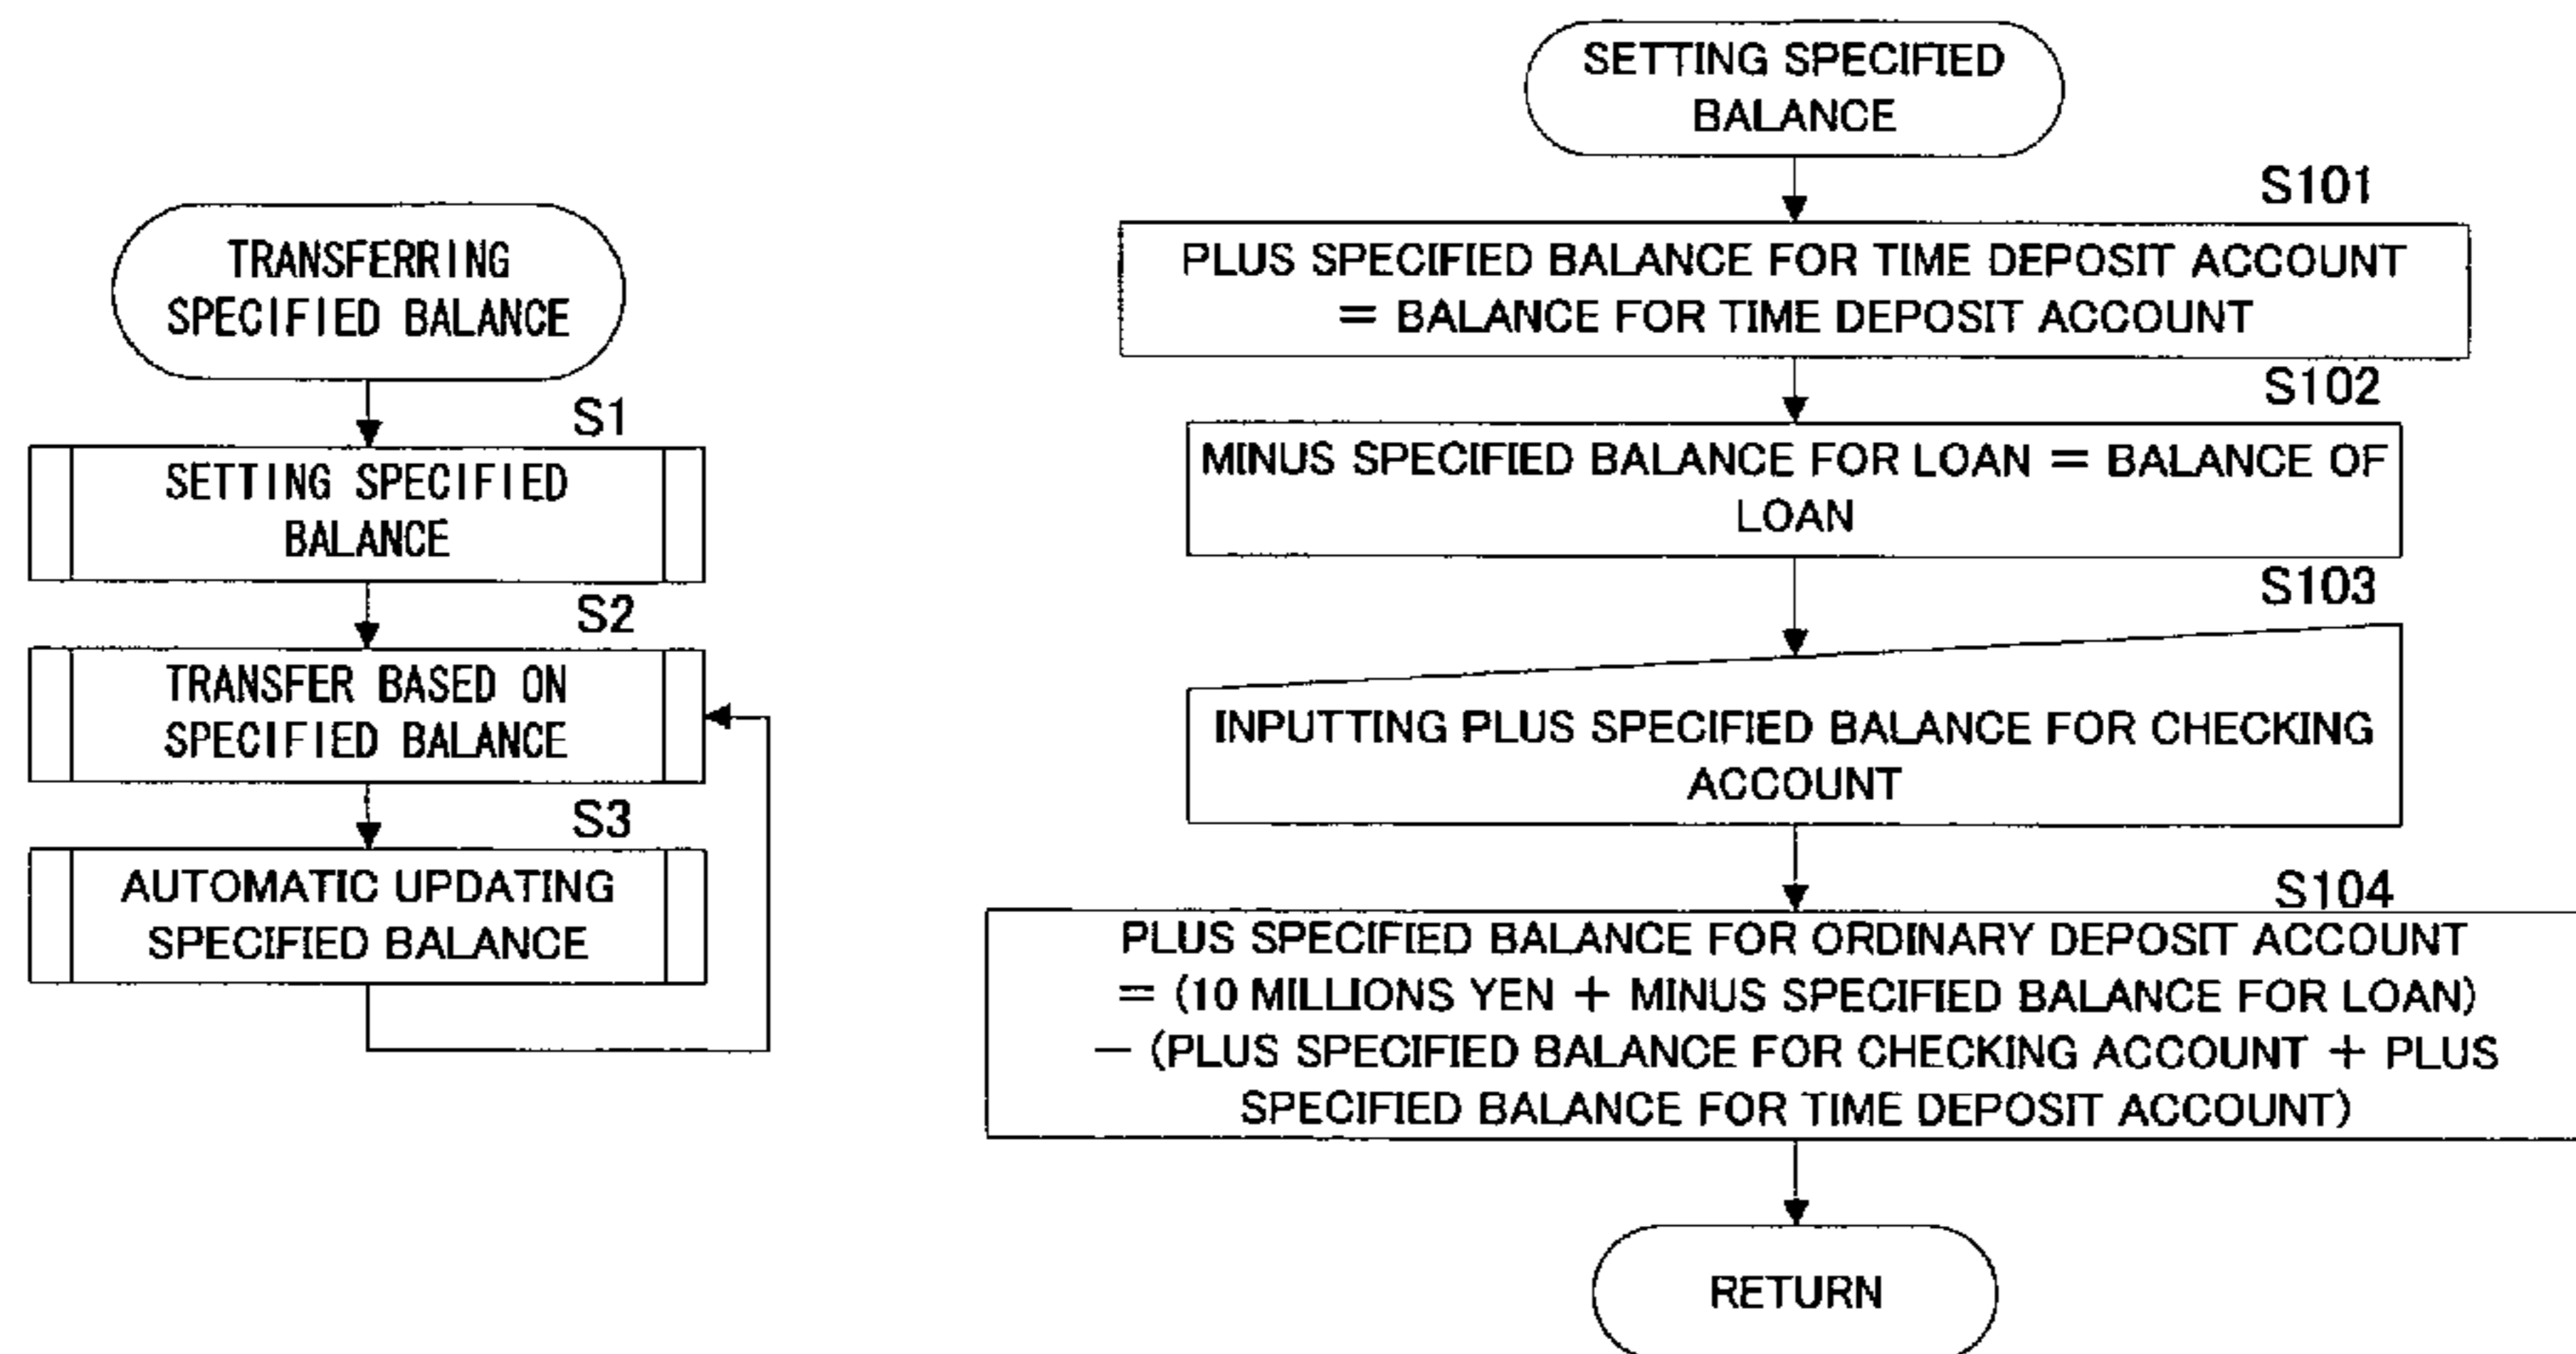 TRANSFERRING
SPECIFIED BALANCE
S1
SETTING SPECIFIED
BALANCE
S2
TRANSFER BASED ON
SPECIFIED BALANCE
S3
AUTOMATIC UPDATING
SPECIFIED BALANCE
SETTING SPECIFIED
BALANCE
S101
PLUS SPECIFIED BALANCE FOR TIME DEPOSIT ACCOUNT
= BALANCE FOR TIME DEPOSIT ACCOUNT
S102
MINUS SPECIFIED BALANCE FOR LOAN = BALANCE OF
LOAN
S103
INPUTTING PLUS SPECIFIED BALANCE FOR CHECKING
ACCOUNT
S104
PLUS SPECIFIED BALANCE FOR ORDINARY DEPOSIT ACCOUNT
= (10 MILLIONS YEN + MINUS SPECIFIED BALANCE FOR LOAN)
− (PLUS SPECIFIED BALANCE FOR CHECKING ACCOUNT + PLUS
SPECIFIED BALANCE FOR TIME DEPOSIT ACCOUNT)
RETURN